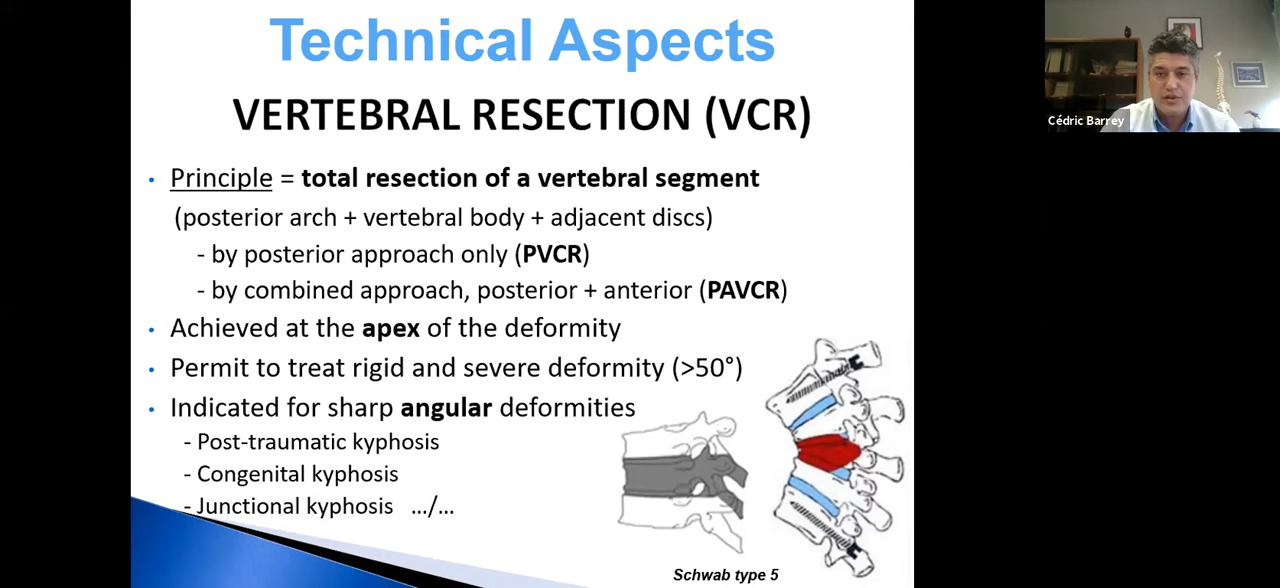 Technical Aspects
VERTEBRAL RESECTION (VCR)
• Principle = total resection of a vertebral segment
(posterior arch + vertebral body + adjacent discs)
- by posterior approach only (PVCR)
- by combined approach, posterior + anterior (PAVCR)
• Achieved at the apex of the deformity
• Permit to treat rigid and severe deformity (>50°)
• Indicated for sharp angular deformities
- Post-traumatic kyphosis
- Congenital kyphosis
- Junctional kyphosis …/…
Schwab type 5
Cédric Barrey